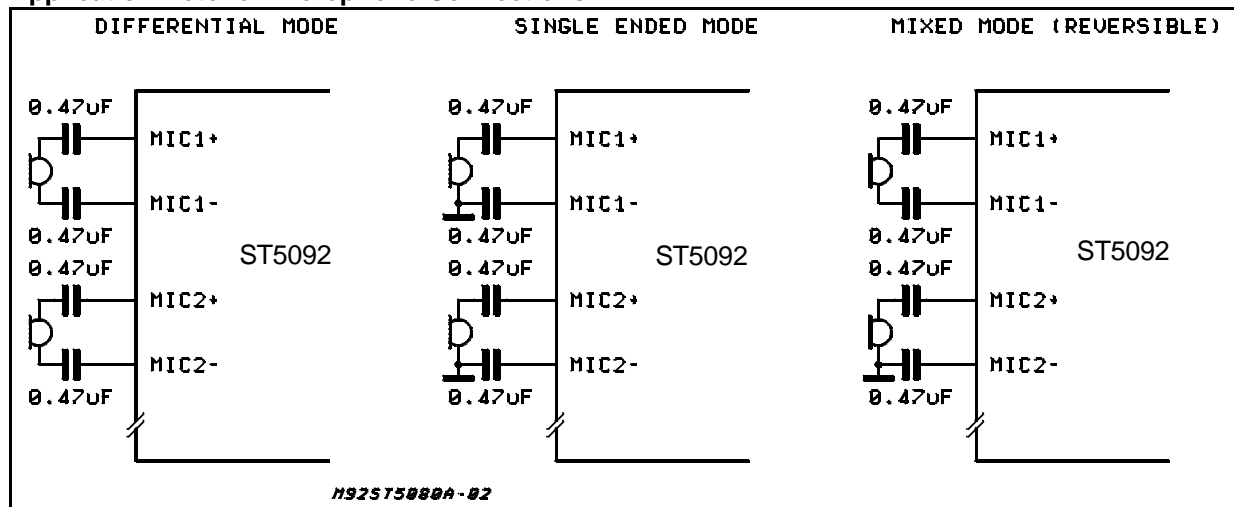 DIFFERENTIAL MODE
0.47uF
MIC1+
MIC1-
0.47uF
ST5092
0.47uF
MIC2+
MIC2-
0.47uF
SINGLE ENDED MODE
0.47uF
MIC1+
MIC1-
0.47uF
ST5092
0.47uF
MIC2+
MIC2-
0.47uF
MIXED MODE (REVERSIBLE)
0.47uF
MIC1+
MIC1-
0.47uF
ST5092
0.47uF
MIC2+
MIC2-
0.47uF
M92ST5080A-02